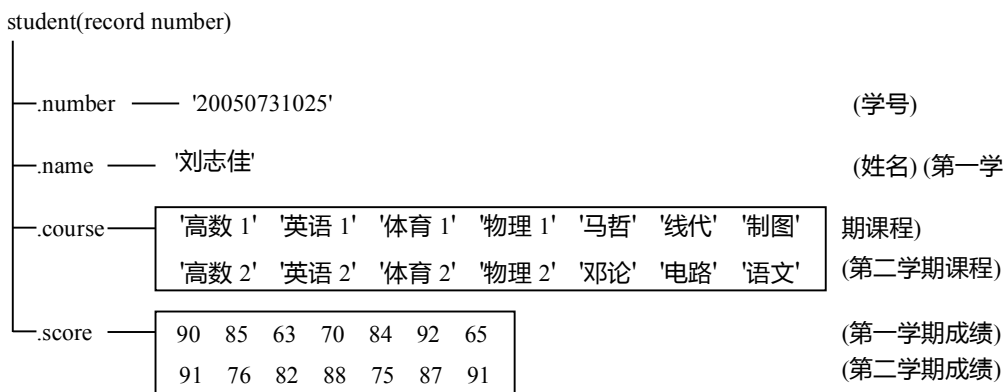 student(record number)
.number '20050731025' (学号)
.name '刘志佳' (姓名) (第一学
.course '高数 1' '英语 1' '体育 1' '物理 1' '马哲' '线代' '制图' 期课程)
'高数 2' '英语 2' '体育 2' '物理 2' '邓论' '电路' '语文' (第二学期课程)
.score 90 85 63 70 84 92 65 (第一学期成绩)
91 76 82 88 75 87 91 (第二学期成绩)